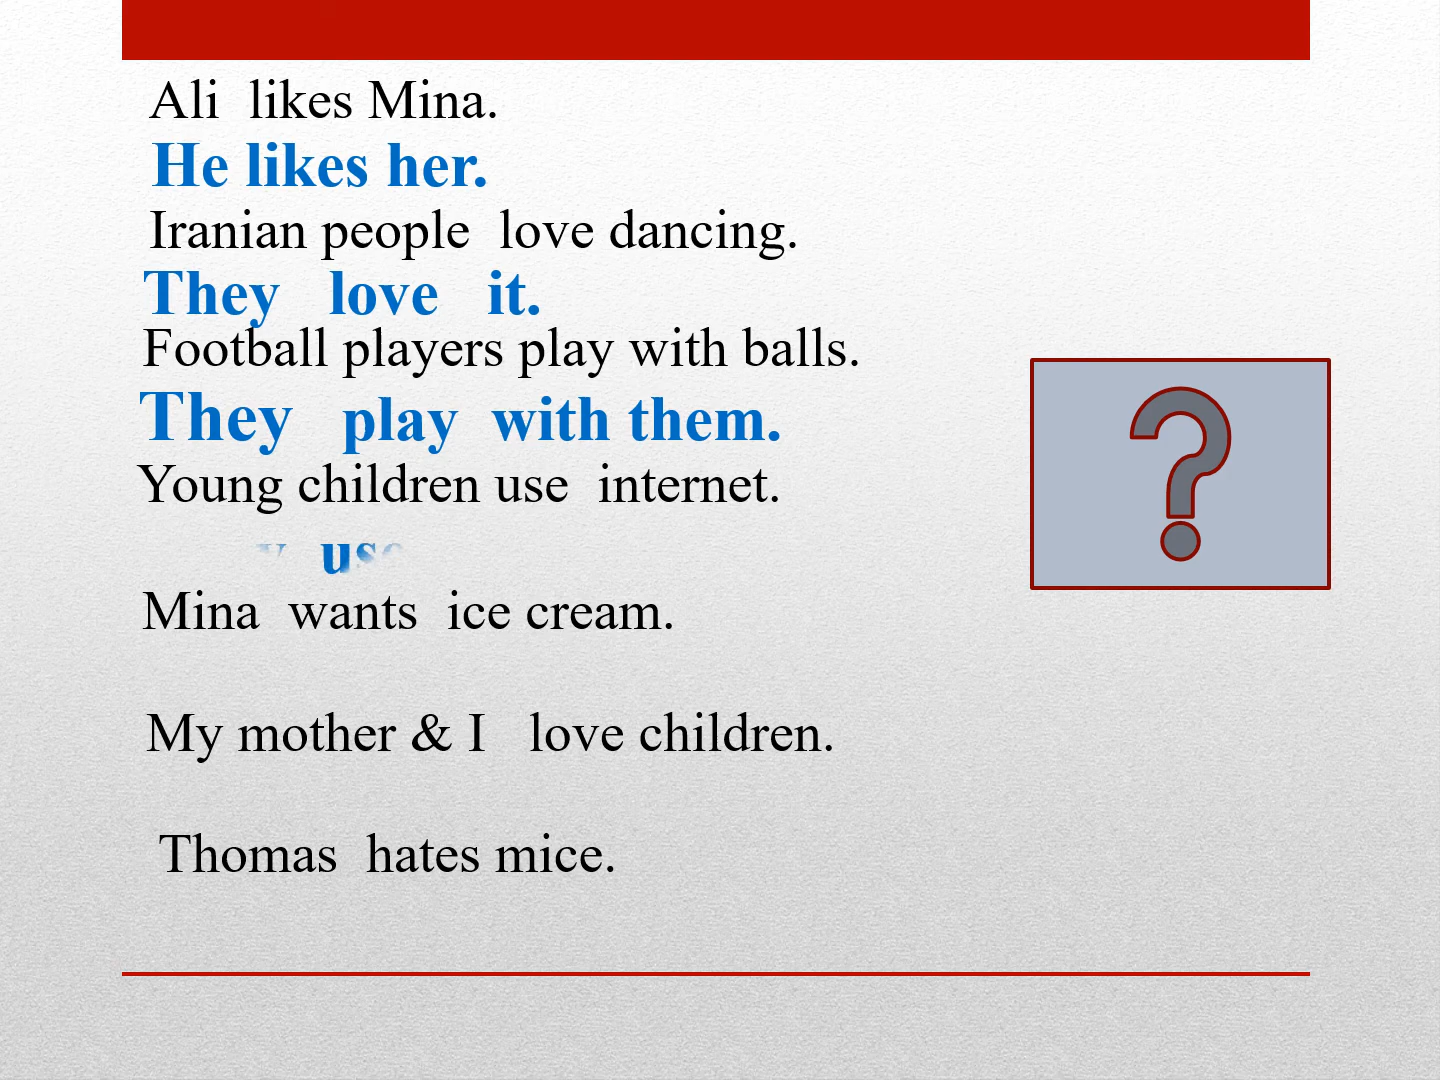 Ali likes Mina.
He likes her.
Iranian people love dancing.
They love it.
Football players play with balls.
They play with them.
Young children use internet.
use
Mina wants ice cream.
My mother & I love children.
Thomas hates mice.
?